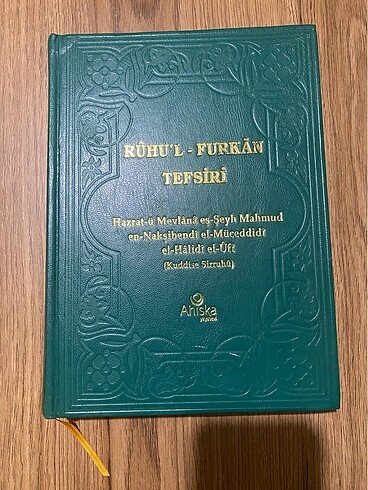 RÛHU'L - FURKÂN
TEFSİRİ
Hazrat-ü Mevlânâ eş-Şeyh Mahmud
en-Nakşibendî el-Müceddidî
el-Hâlidî el-Ûfî
(Kuddise Sirruhû)
Ahıska
yayınevi